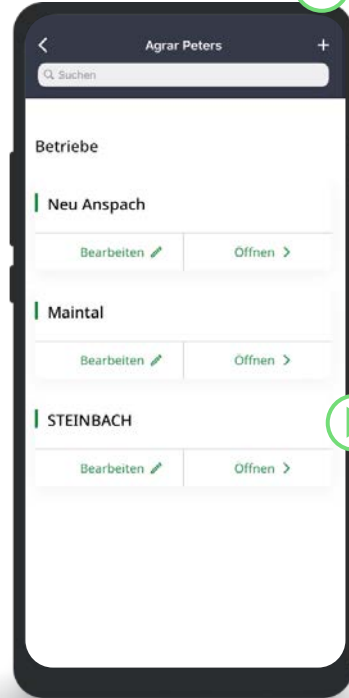 Agrar Peters +
Suchen
Betriebe
Neu Anspach
Bearbeiten Öffnen
Maintal
Bearbeiten Öffnen
STEINBACH
Bearbeiten Öffnen